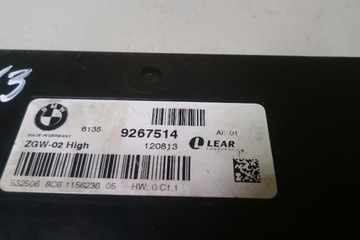 13
BMW
6135
9267514
AI: 01
MADE IN GERMANY
ZGW-02 High
120813
LEAR
CORPORATION
532506 8C6 1156236 05
HW: 0.C1.1